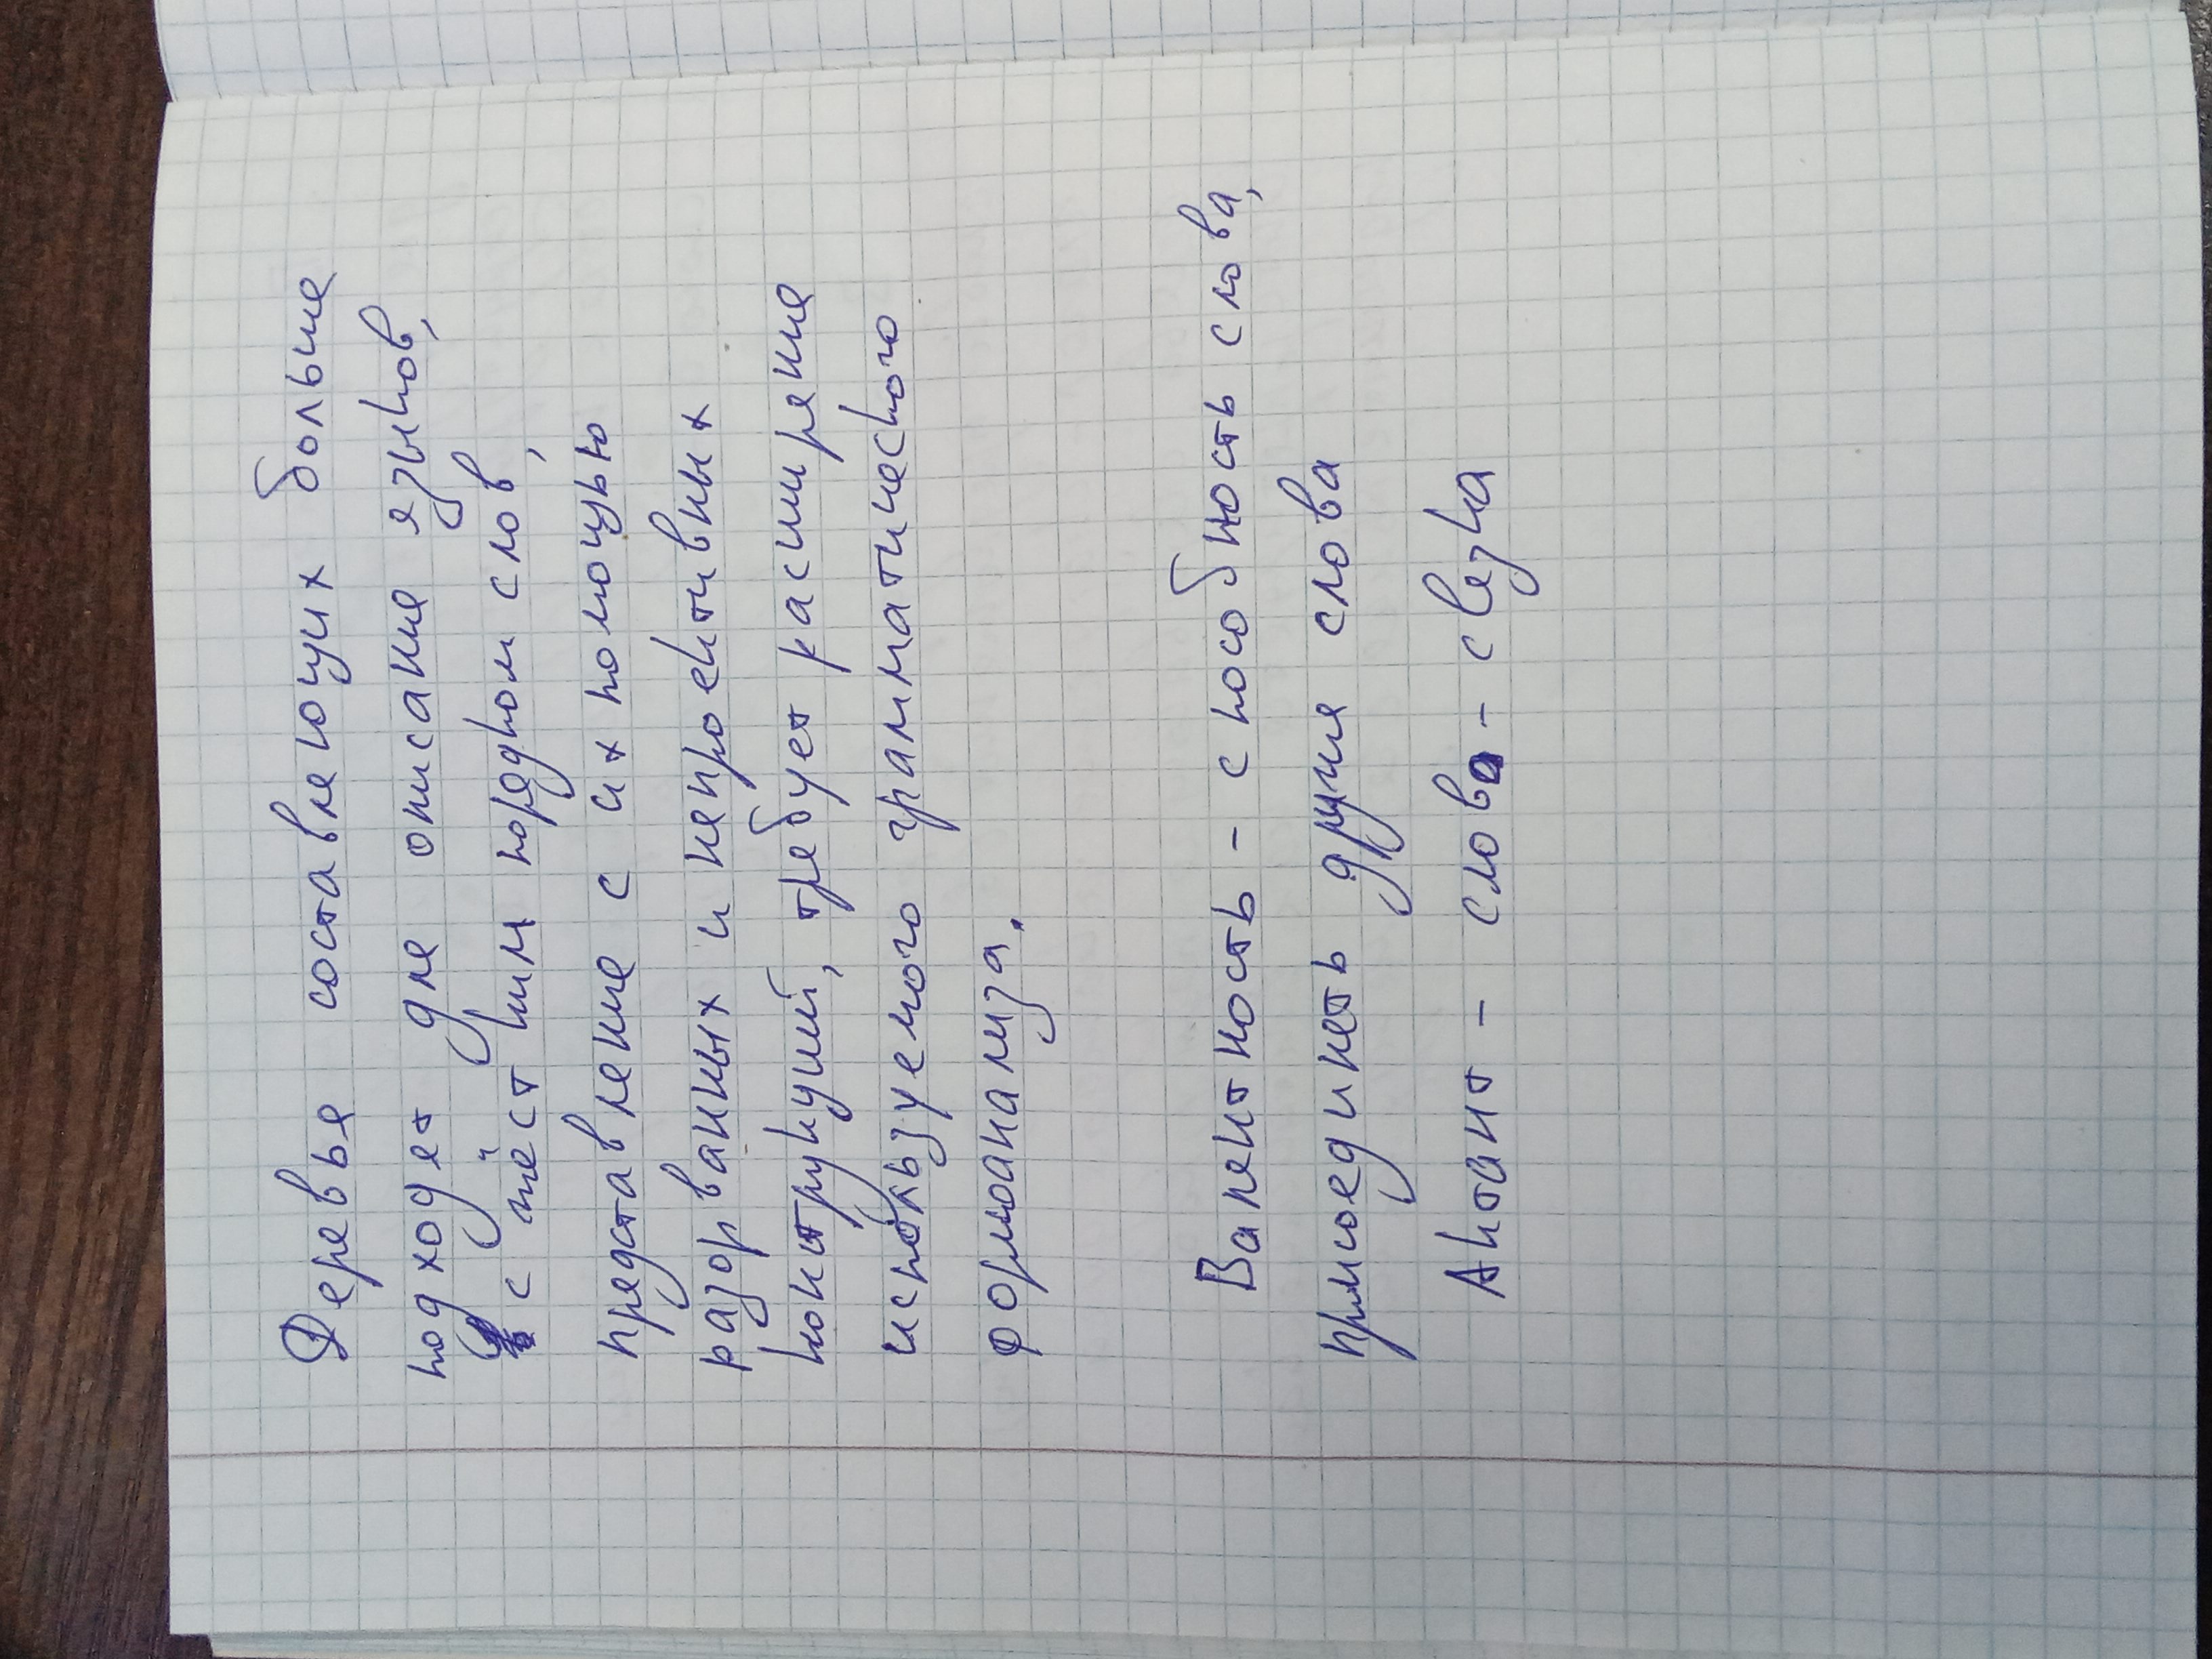 Деревья составляющих больше
подходят для описания языков,
с жёстким порядком слов,
представление с их помощью
разорванных и непроективных
конструкций, требует расширение
используемого грамматического
формоанализа.
Валентность - способность слова,
присоединять другие слова
Актант - слова - связка